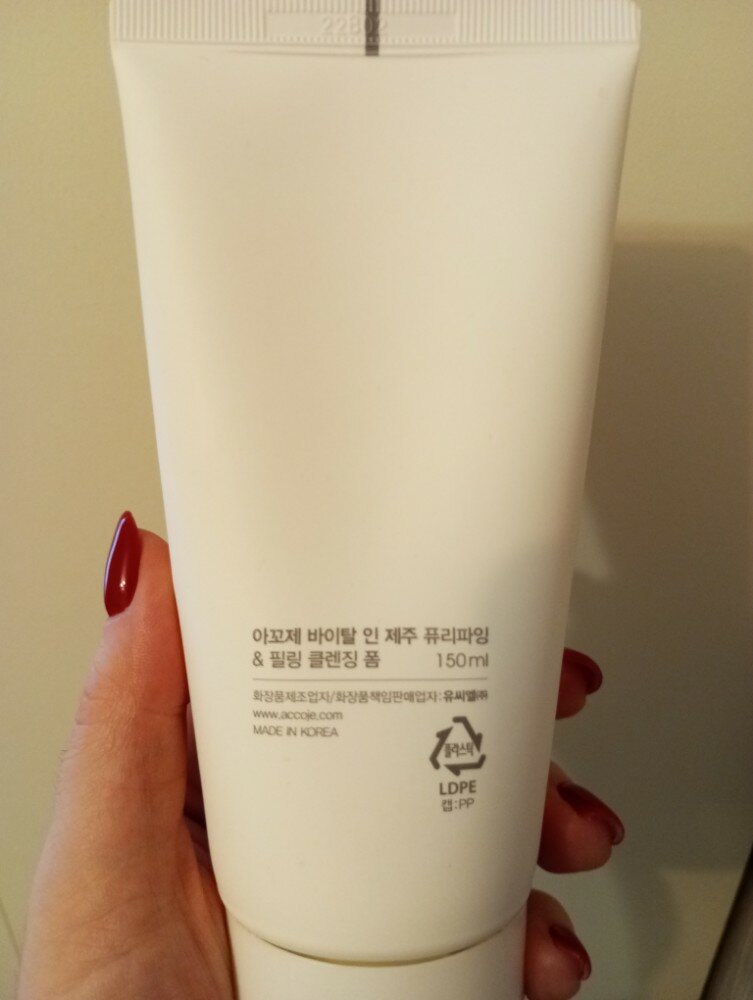 22802
아꼬제 바이탈 인 제주 퓨리파잉
& 필링 클렌징 폼 150ml
화장품제조업자/화장품책임판매업자:유씨엘㈜
www.accoje.com
MADE IN KOREA
플라스틱
LDPE
캡:PP